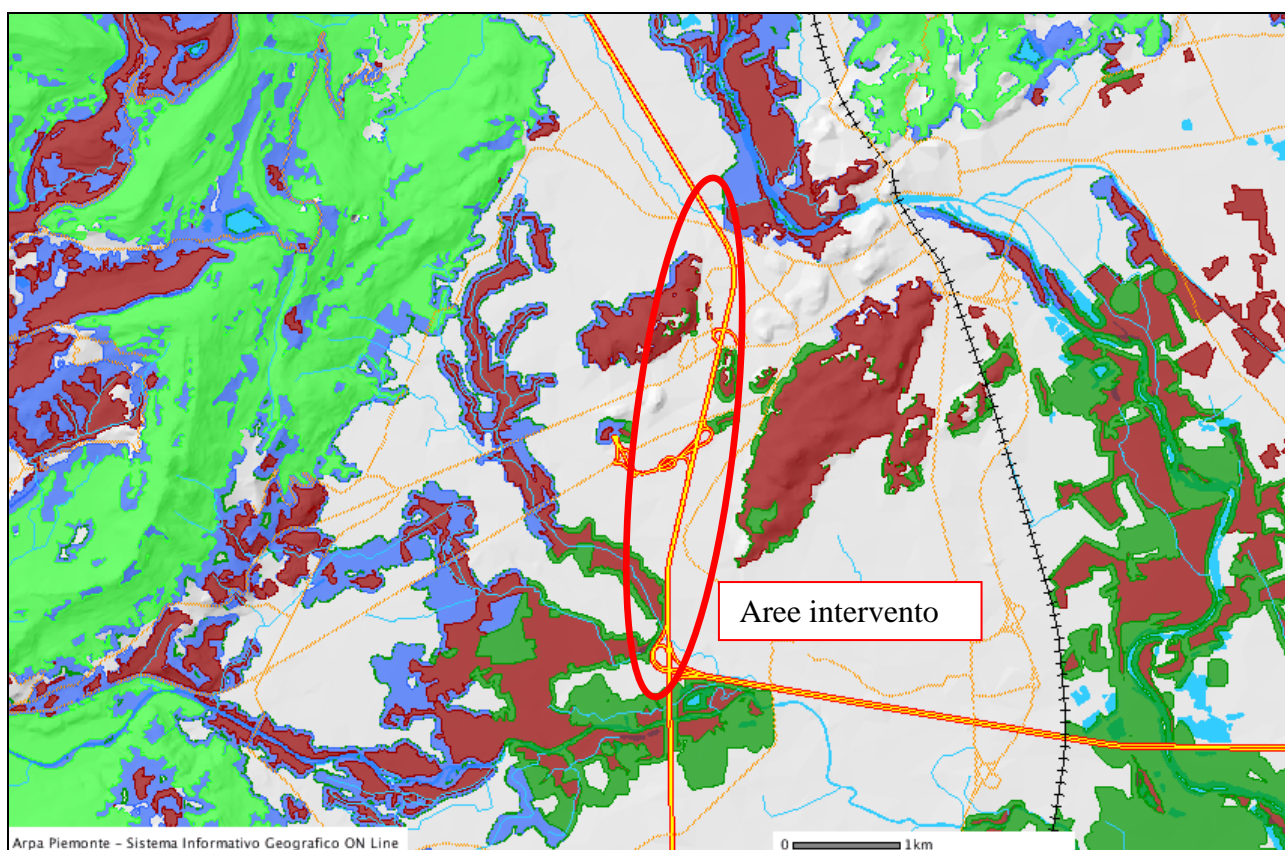 Aree intervento
Arpa Piemonte - Sistema Informativo Geografico ON Line
0 1km